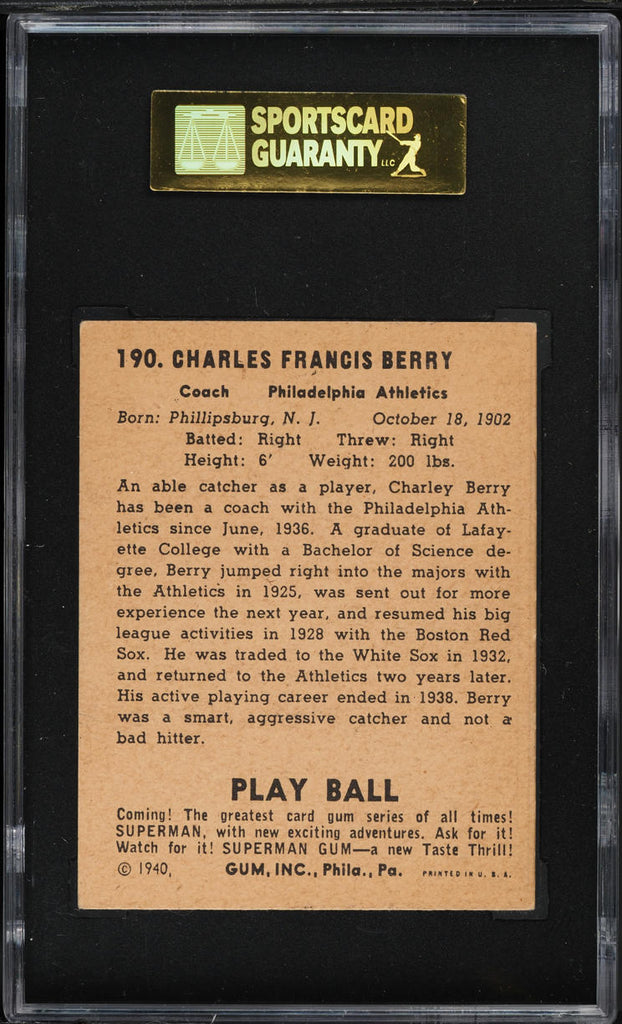 SPORTSCARD
GUARANTY LLC
190. CHARLES FRANCIS BERRY
Coach Philadelphia Athletics
Born: Phillipsburg, N. J. October 18, 1902
Batted: Right Threw: Right
Height: 6' Weight: 200 lbs.
An able catcher as a player, Charley Berry
has been a coach with the Philadelphia Ath-
letics since June, 1936. A graduate of Lafay-
ette College with a Bachelor of Science de-
gree, Berry jumped right into the majors with
the Athletics in 1925, was sent out for more
experience the next year, and resumed his big
league activities in 1928 with the Boston Red
Sox. He was traded to the White Sox in 1932,
and returned to the Athletics two years later.
His active playing career ended in 1938. Berry
was a smart, aggressive catcher and not a
bad hitter.
PLAY BALL
Coming! The greatest card gum series of all times!
SUPERMAN, with new exciting adventures. Ask for it!
Watch for it! SUPERMAN GUM—a new Taste Thrill!
© 1940, GUM, INC., Phila., Pa. PRINTED IN U. S. A.